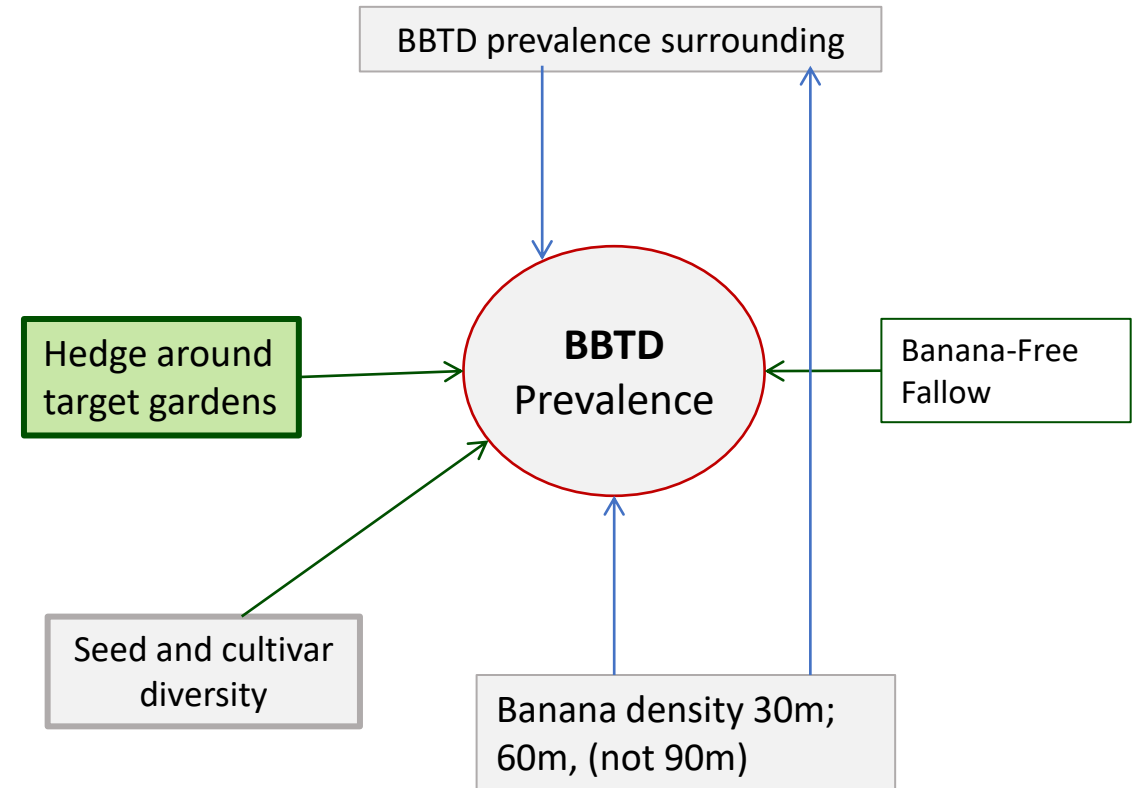 BBTD prevalence surrounding
BBTD
Prevalence
Hedge around
target gardens
Banana-Free
Fallow
Seed and cultivar
diversity
Banana density 30m;
60m, (not 90m)